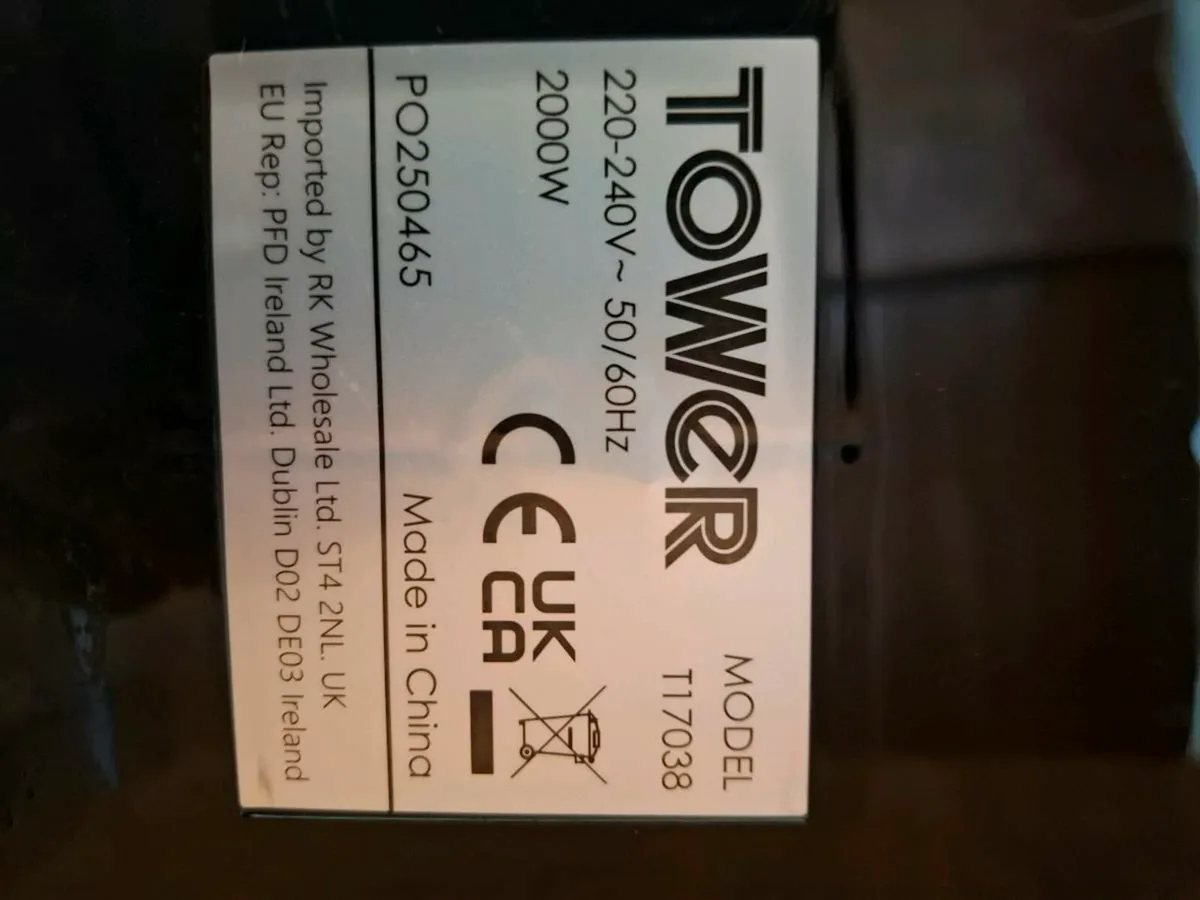 TOWER
MODEL
T17038
220-240V~ 50/60Hz
2000W
CE
UK
CA
PO250465
Made in China
Imported by RK Wholesale Ltd. ST4 2NL. UK
EU Rep: PFD Ireland Ltd. Dublin D02 DE03 Ireland